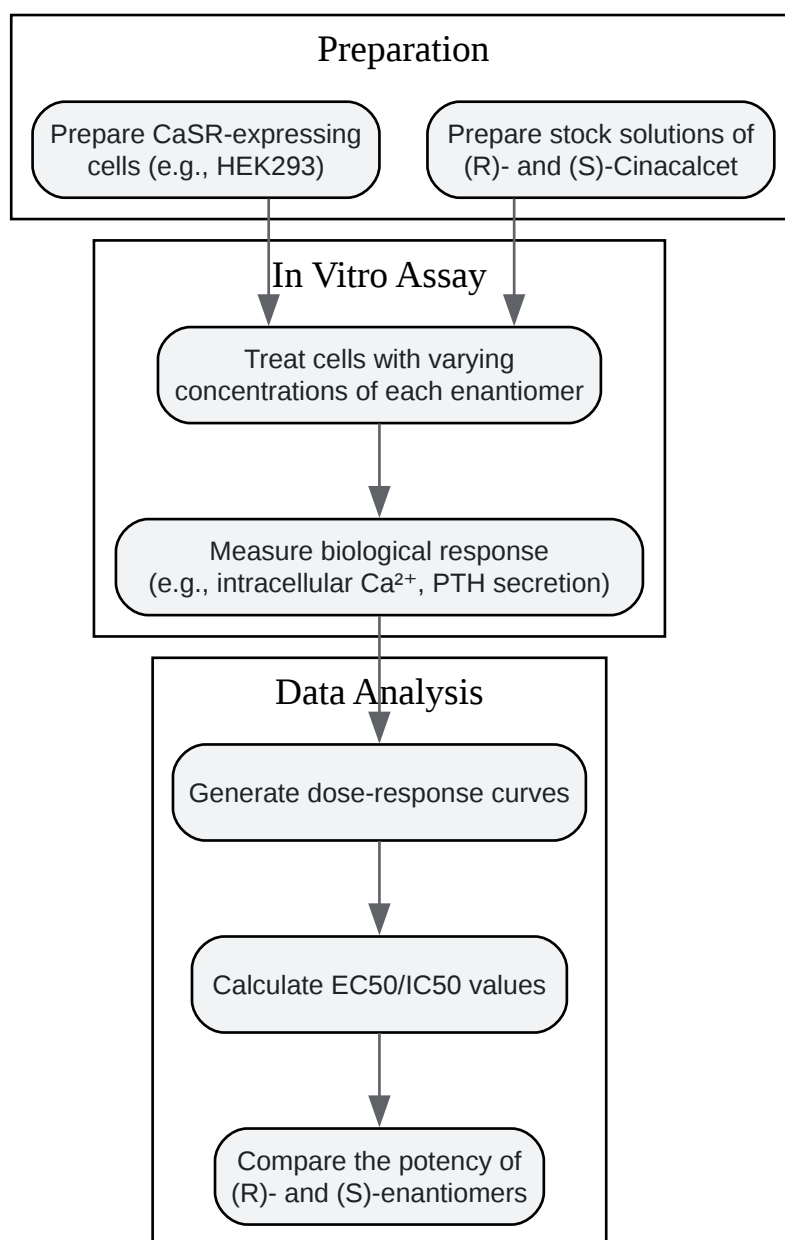 Preparation
Prepare CaSR-expressing
cells (e.g., HEK293)
Prepare stock solutions of
(R)- and (S)-Cinacalcet
In Vitro Assay
Treat cells with varying
concentrations of each enantiomer
Measure biological response
(e.g., intracellular Ca²⁺, PTH secretion)
Data Analysis
Generate dose-response curves
Calculate EC50/IC50 values
Compare the potency of
(R)- and (S)-enantiomers